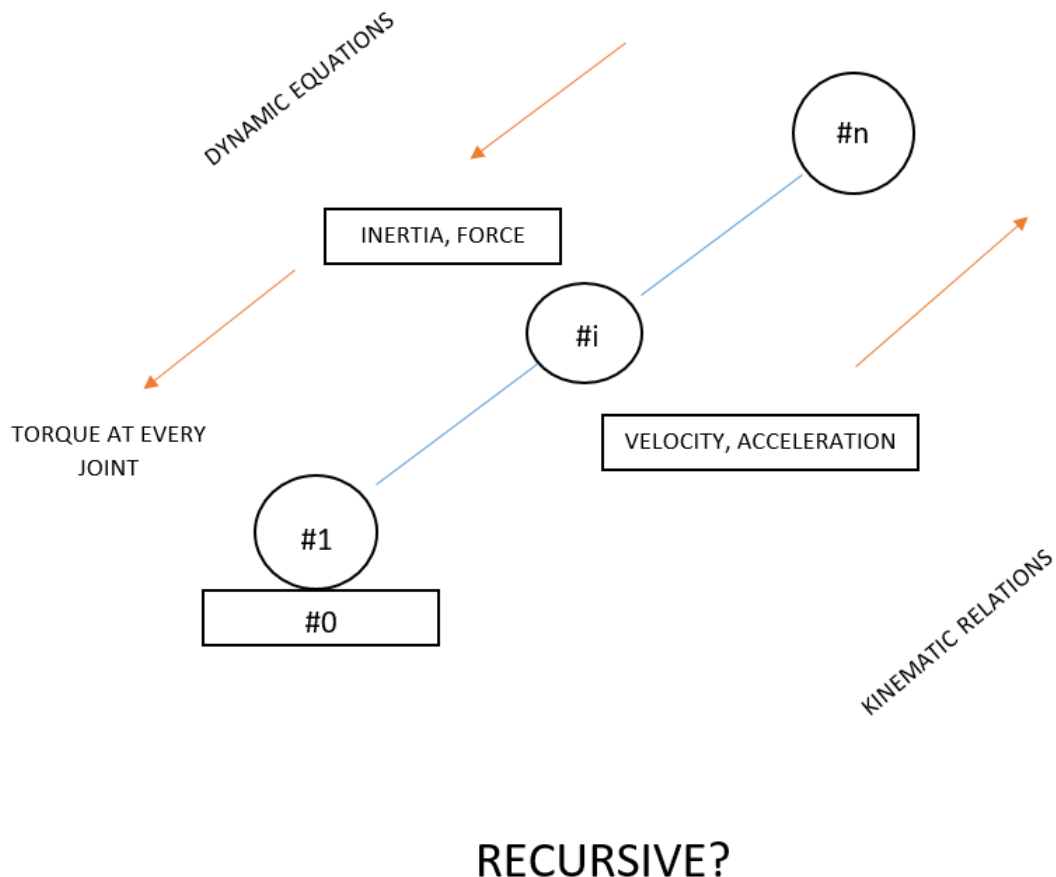 DYNAMIC EQUATIONS
#n
INERTIA, FORCE
#i
TORQUE AT EVERY
JOINT
VELOCITY, ACCELERATION
#1
#0
KINEMATIC RELATIONS
RECURSIVE?